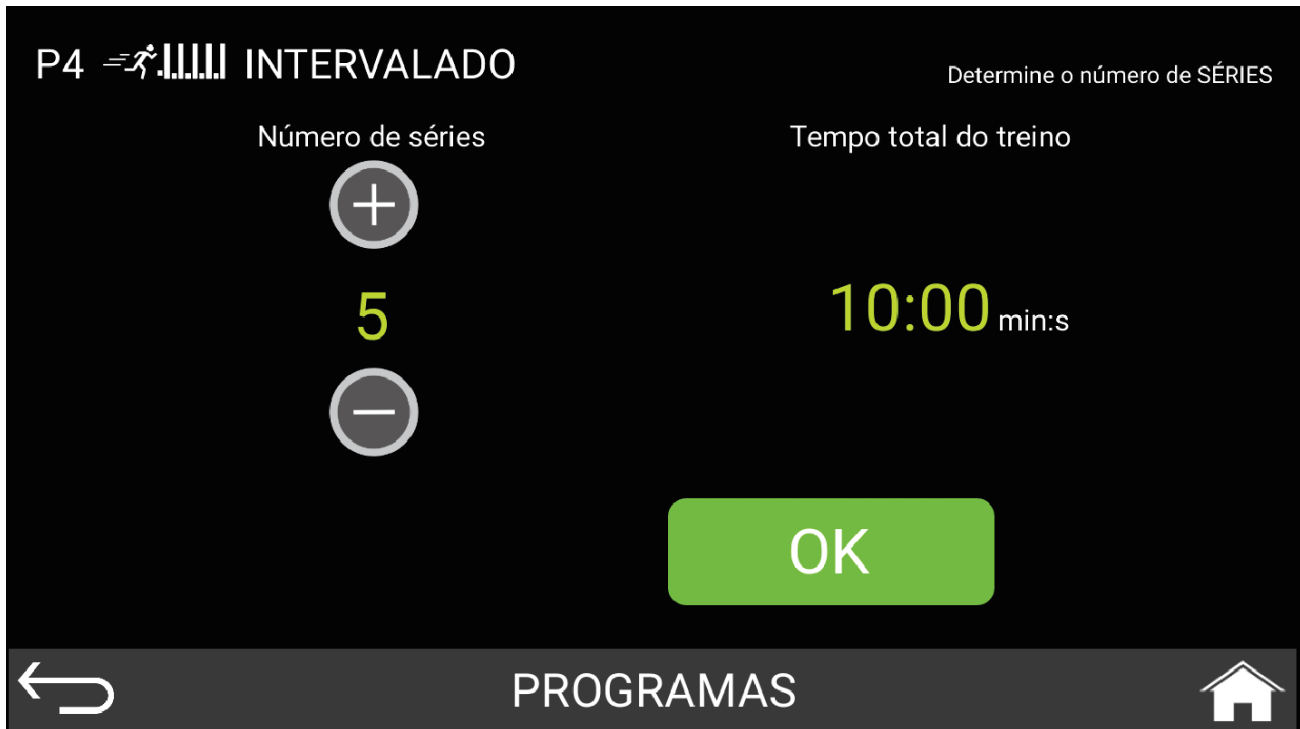 P4 INTERVALADO
Determine o número de SÉRIES
Número de séries
Tempo total do treino
+
5
−
10:00 min:s
OK
PROGRAMAS